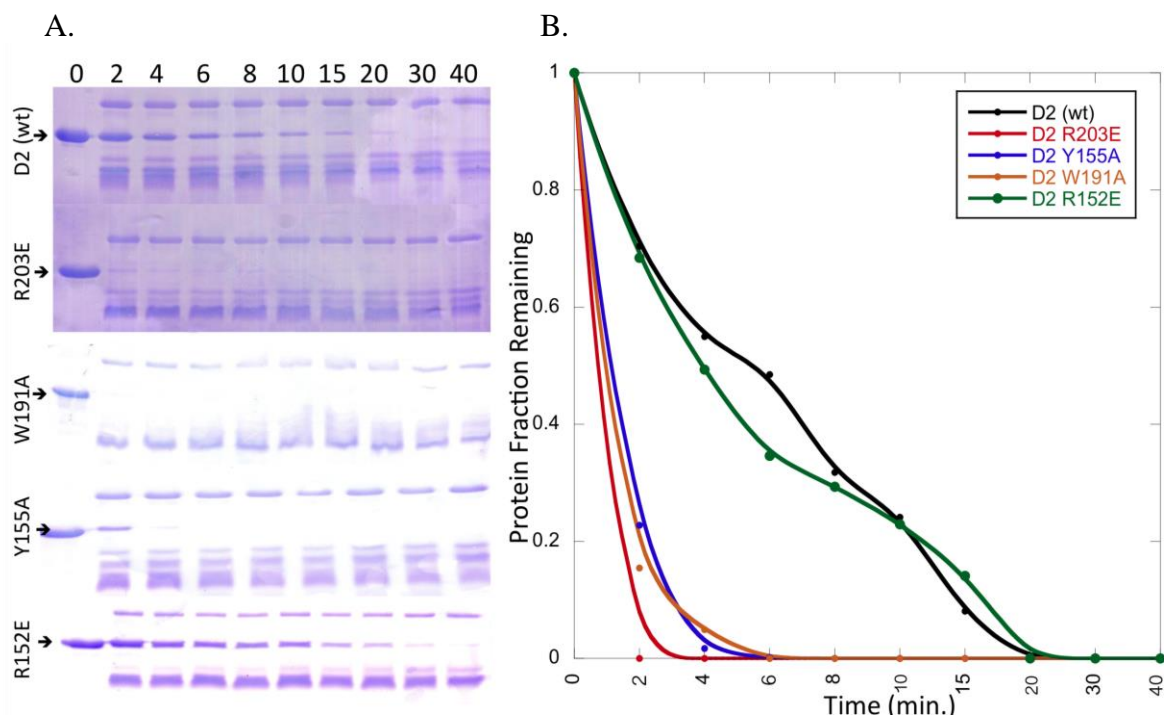 A.
B.
0 2 4 6 8 10 15 20 30 40
D2 (wt)
R203E
W191A
Y155A
R152E
Protein Fraction Remaining
1
0.8
0.6
0.4
0.2
0
D2 (wt)
D2 R203E
D2 Y155A
D2 W191A
D2 R152E
0 2 4 6 8 10 15 20 30 40
Time (min.)